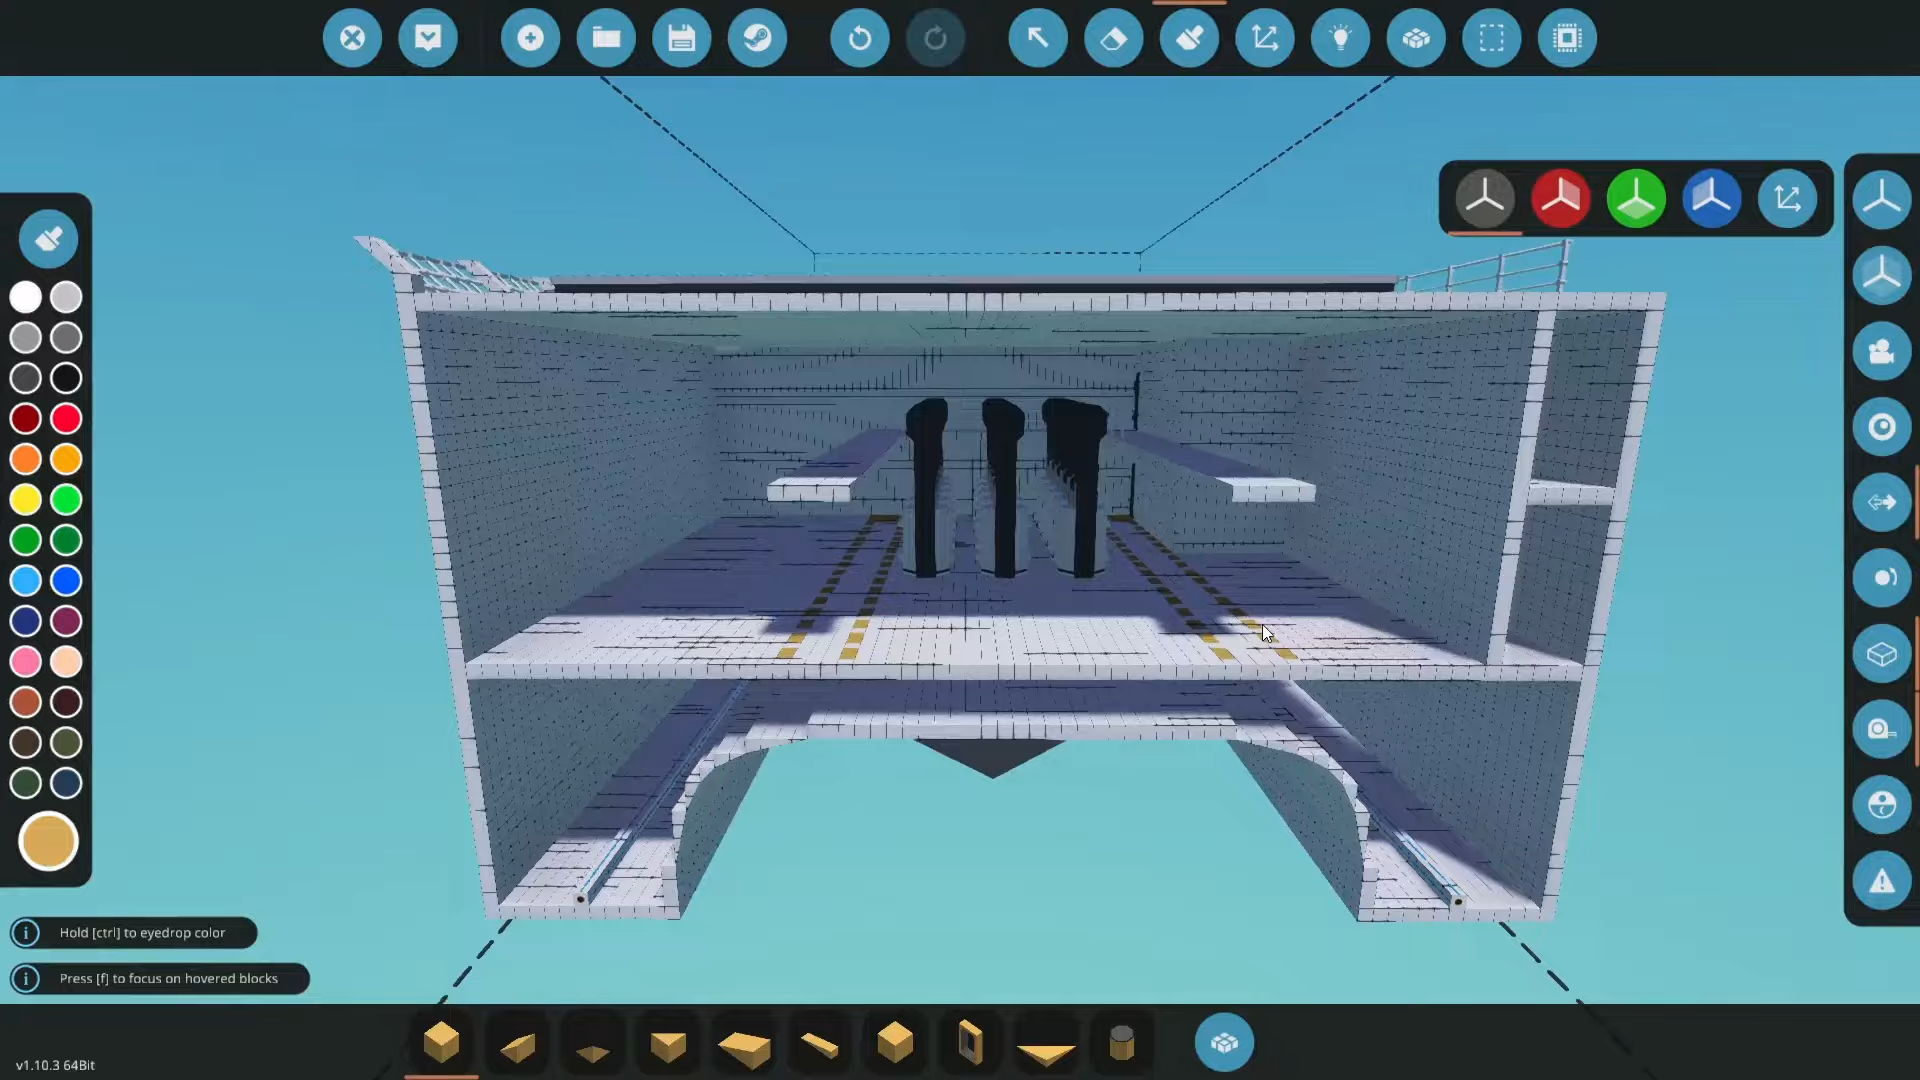 Hold [ctrl] to eyedrop color
Press [f] to focus on hovered blocks
v1.10.3 64Bit